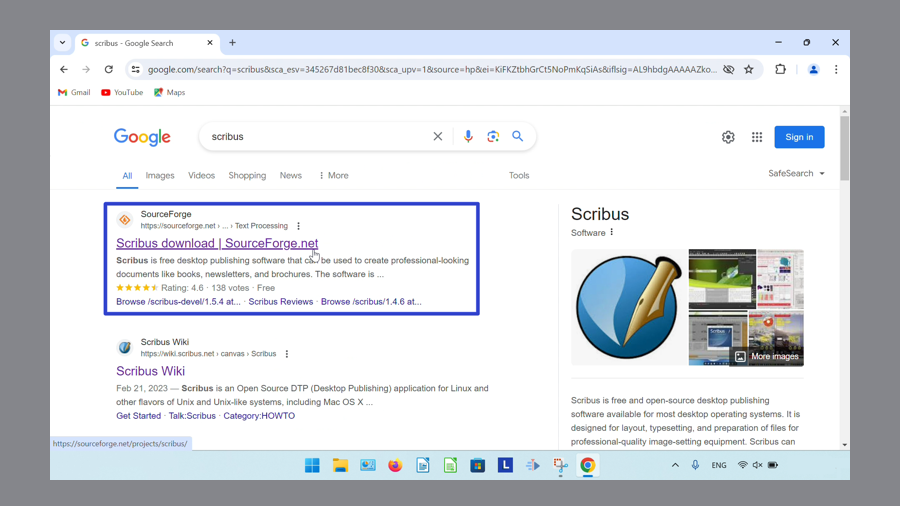 scribus - Google Search
google.com/search?q=scribus&sca_esv=345267d81bec8f30&sca_upv=1&source=hp&ei=KiFKZtbhGrCt5NoPmKqSiAs&iflsig=AL9hbdgAAAAAZko...
Gmail YouTube Maps
Google
scribus
Sign in
All Images Videos Shopping News More Tools
SafeSearch
SourceForge
https://sourceforge.net › ... › Text Processing
Scribus download | SourceForge.net
Scribus is free desktop publishing software that can be used to create professional-looking
documents like books, newsletters, and brochures. The software is ...
Rating: 4.6 · 138 votes · Free
Browse /scribus-devel/1.5.4 at... · Scribus Reviews · Browse /scribus/1.4.6 at...
Scribus Wiki
https://wiki.scribus.net › canvas › Scribus
Scribus Wiki
Feb 21, 2023 — Scribus is an Open Source DTP (Desktop Publishing) application for Linux and
other flavors of Unix and Unix-like systems, including Mac OS X ...
Get Started · Talk:Scribus · Category:HOWTO
Scribus
Software
More images
Scribus is free and open-source desktop publishing
software available for most desktop operating systems. It is
designed for layout, typesetting, and preparation of files for
professional-quality image-setting equipment. Scribus can
https://sourceforge.net/projects/scribus/
L
ENG